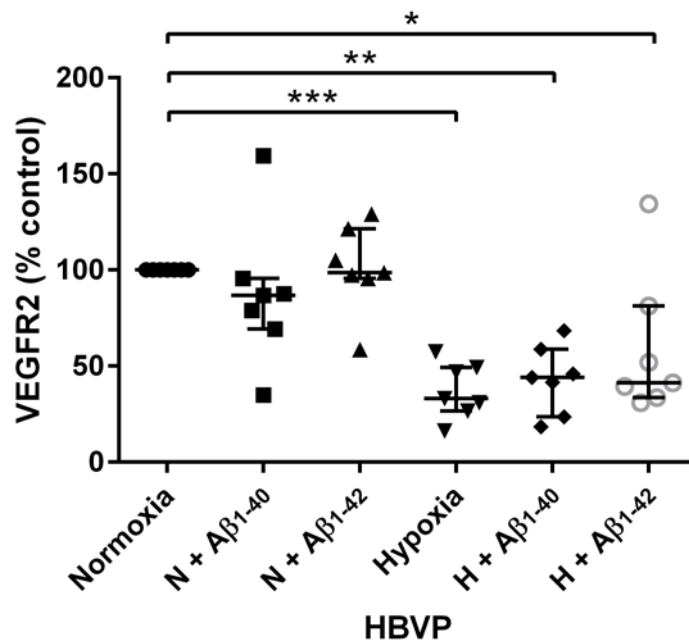 *
**
***
200
150
100
50
0
VEGFR2 (% control)
Normoxia
N + Aβ1-40
N + Aβ1-42
Hypoxia
H + Aβ1-40
H + Aβ1-42
HBVP